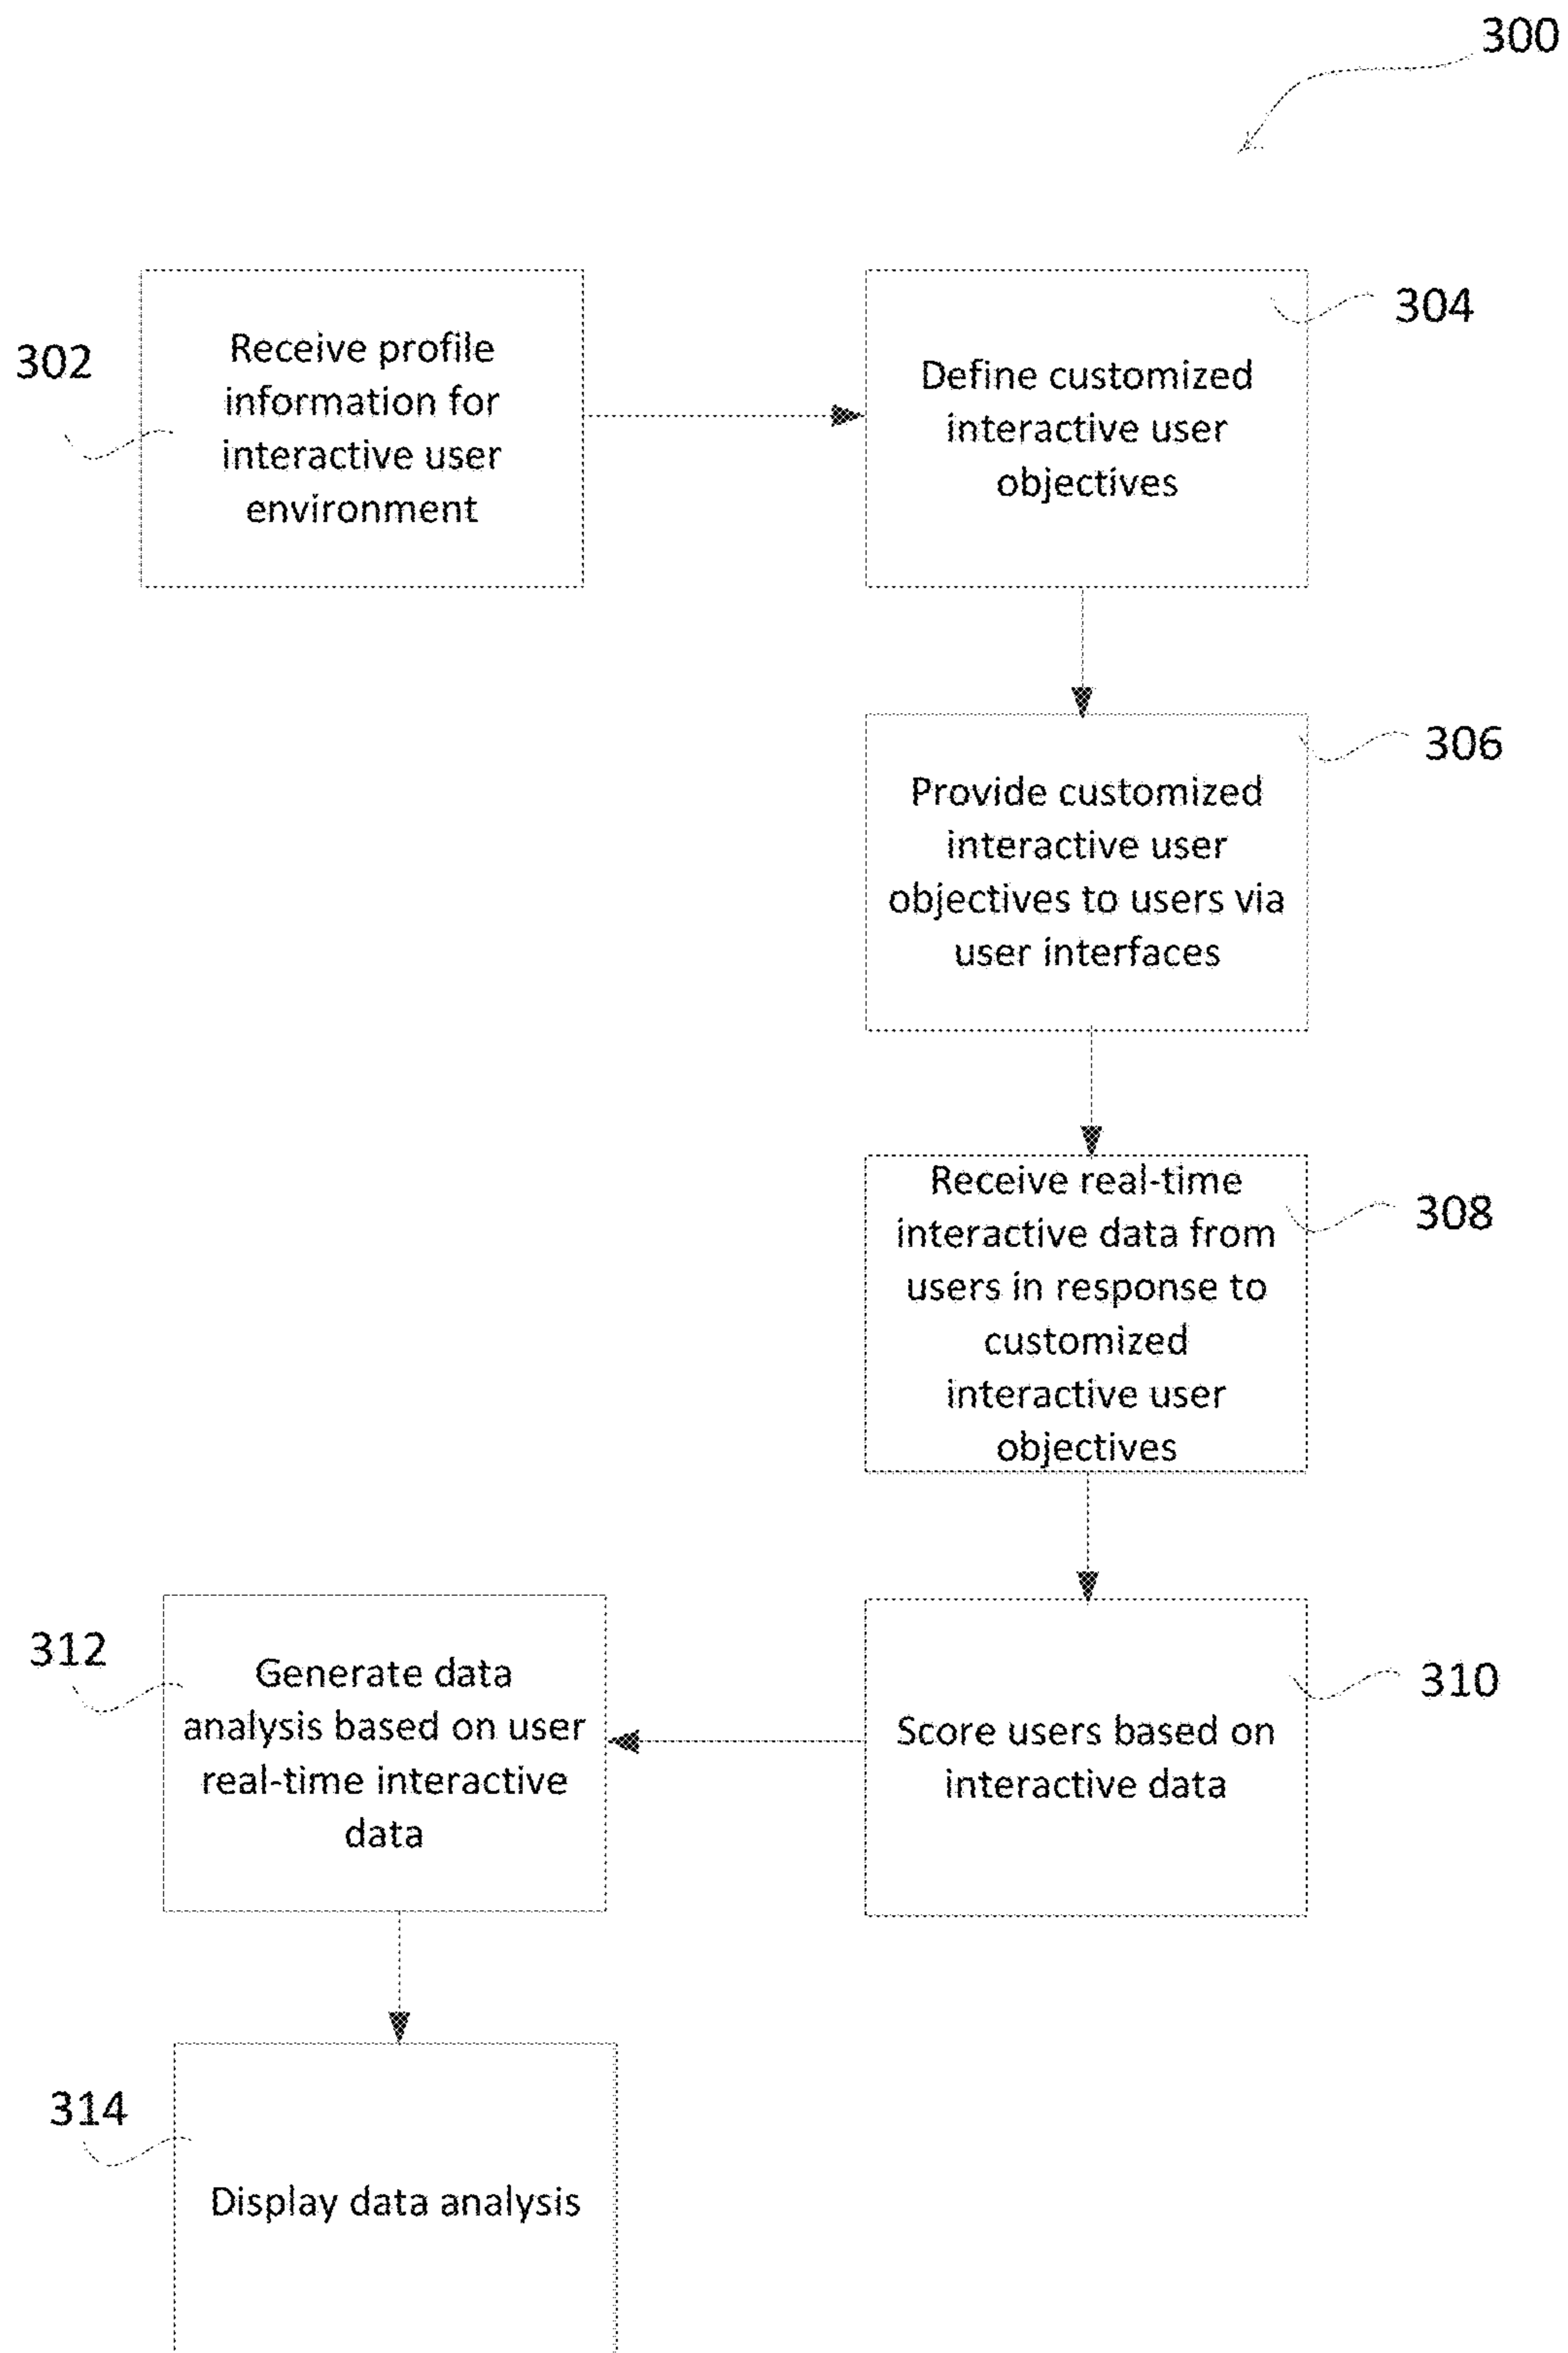 300
302
Receive profile
information for
interactive user
environment
304
Define customized
interactive user
objectives
306
Provide customized
interactive user
objectives to users via
user interfaces
308
Receive real-time
interactive data from
users in response to
customized
interactive user
objectives
310
Score users based on
interactive data
312
Generate data
analysis based on user
real-time interactive
data
314
Display data analysis